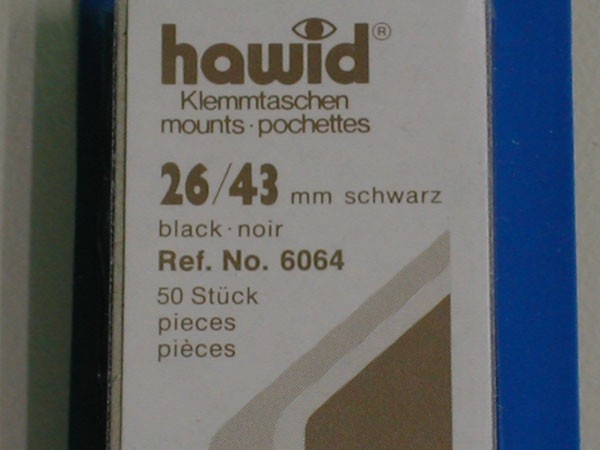 hawid®
Klemmtaschen
mounts·pochettes
26/43 mm schwarz
black·noir
Ref. No. 6064
50 Stück
pieces
pièces